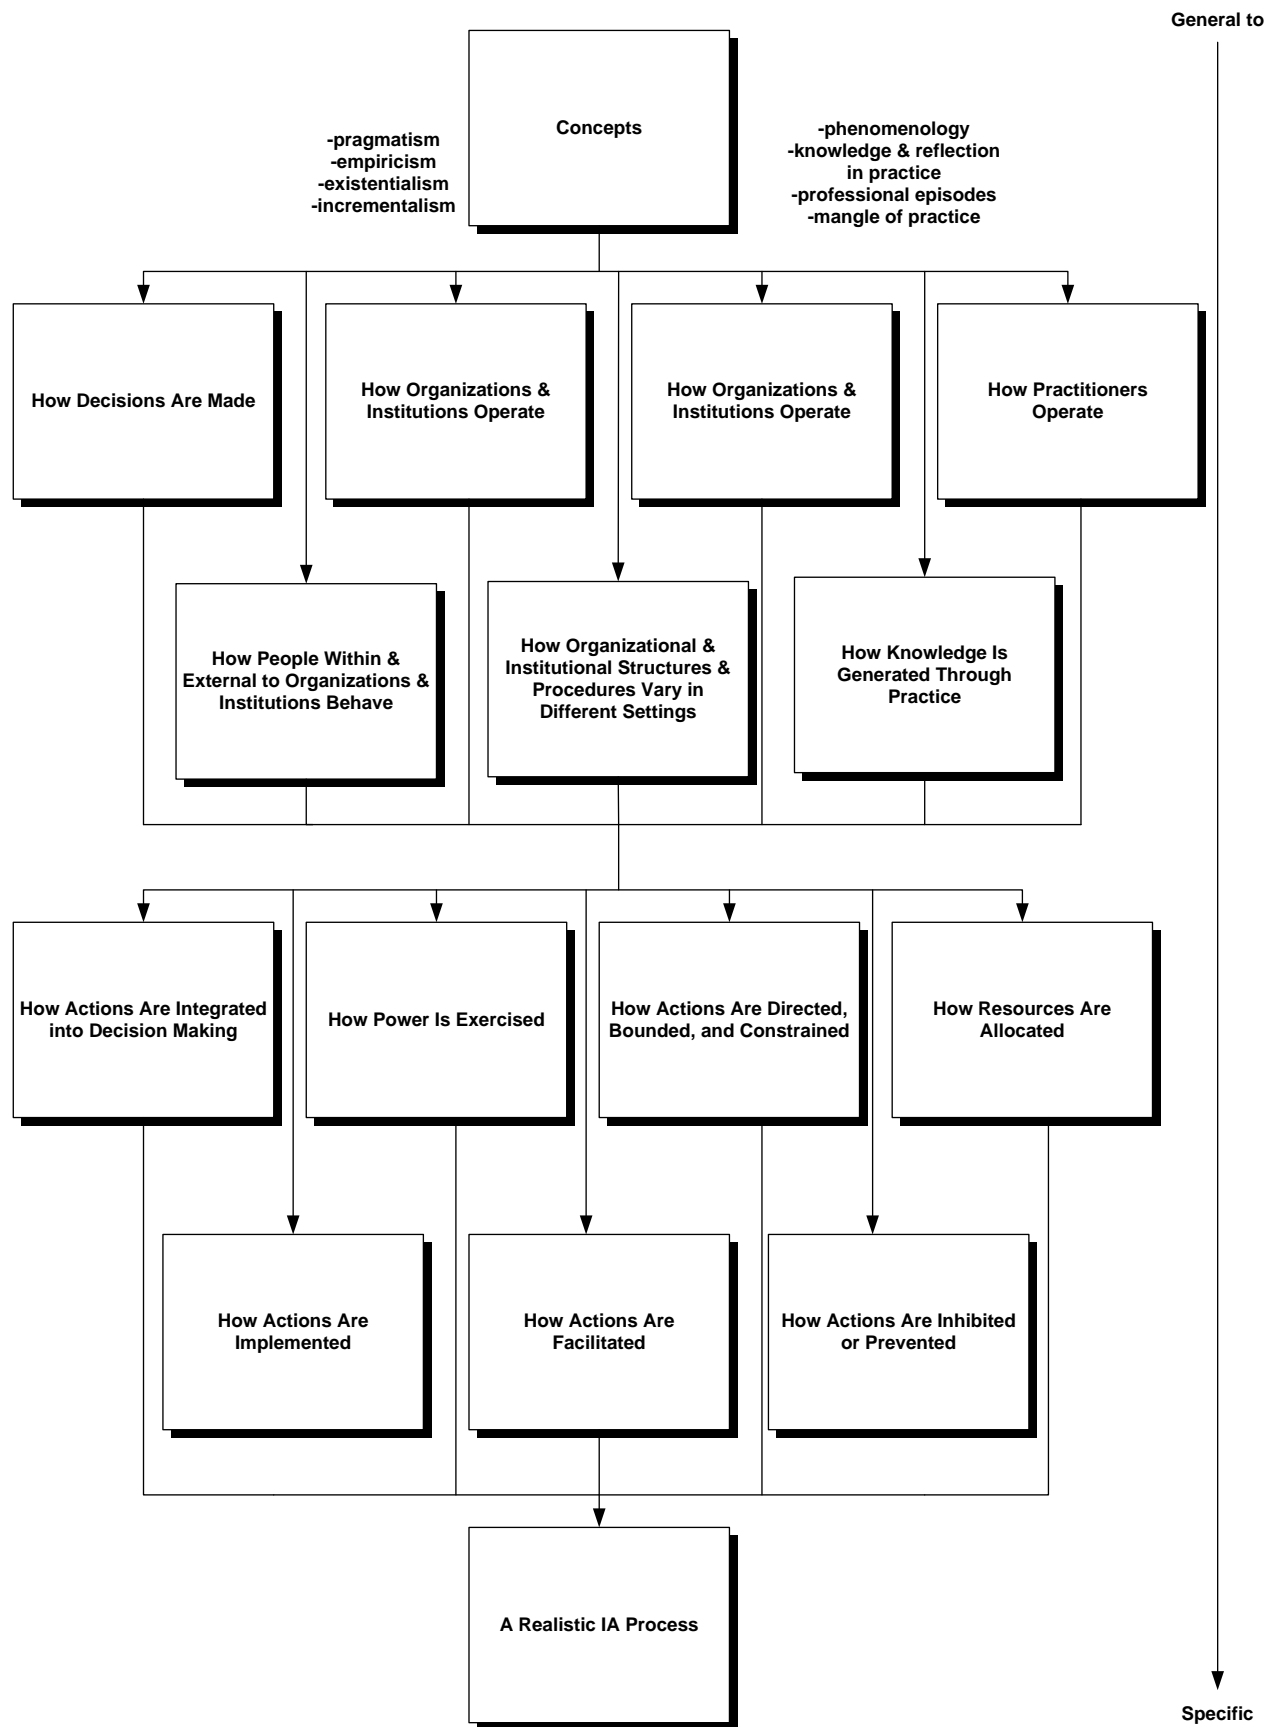 General to
Concepts
-pragmatism
-empiricism
-existentialism
-incrementalism
-phenomenology
-knowledge & reflection
in practice
-professional episodes
-mangle of practice
How Decisions Are Made
How Organizations &
Institutions Operate
How Organizations &
Institutions Operate
How Practitioners
Operate
How People Within &
External to Organizations &
Institutions Behave
How Organizational &
Institutional Structures &
Procedures Vary in
Different Settings
How Knowledge Is
Generated Through
Practice
How Actions Are Integrated
into Decision Making
How Power Is Exercised
How Actions Are Directed,
Bounded, and Constrained
How Resources Are
Allocated
How Actions Are
Implemented
How Actions Are
Facilitated
How Actions Are Inhibited
or Prevented
A Realistic IA Process
Specific